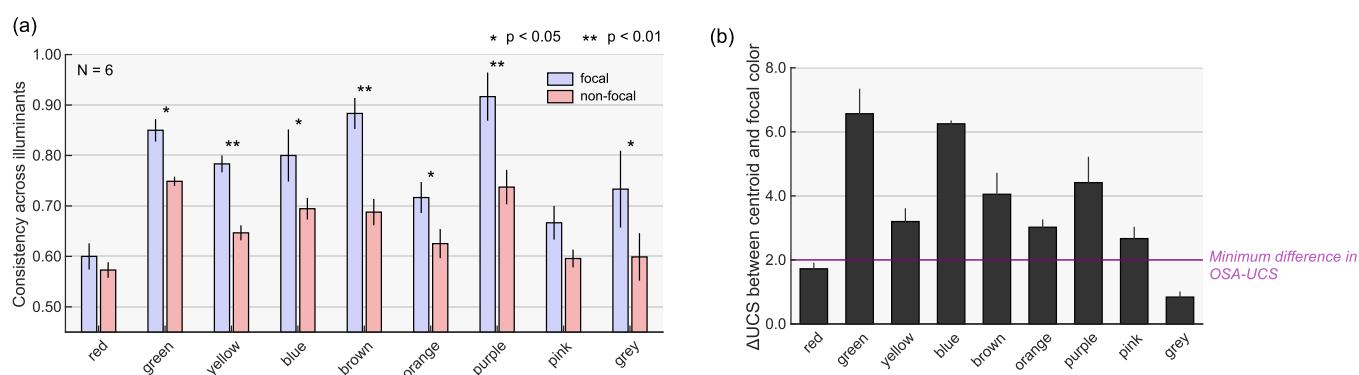 (a)
* p < 0.05 ** p < 0.01
N = 6
focal
non-focal
Consistency across illuminants
1.00
0.90
0.80
0.70
0.60
0.50
*
**
*
**
*
**
*
red
green
yellow
blue
brown
orange
purple
pink
grey
(b)
ΔUCS between centroid and focal color
8.0
6.0
4.0
2.0
0.0
Minimum difference in
OSA-UCS
red
green
yellow
blue
brown
orange
purple
pink
grey